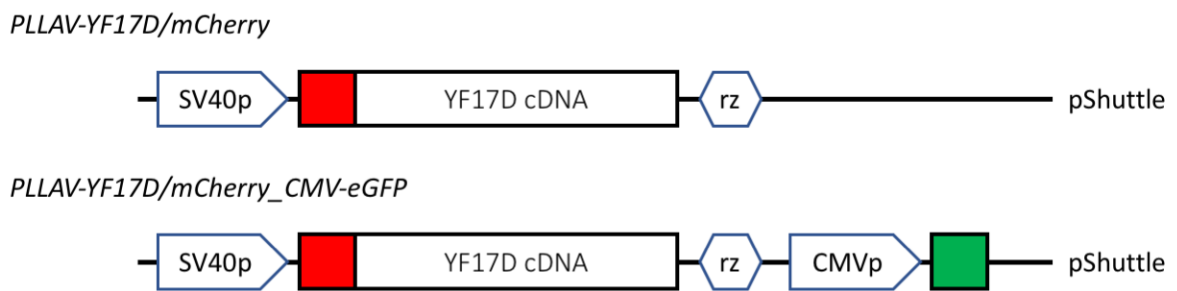 PLLAV-YF17D/mCherry
SV40p YF17D cDNA rz pShuttle
PLLAV-YF17D/mCherry_CMV-eGFP
SV40p YF17D cDNA rz CMVp pShuttle